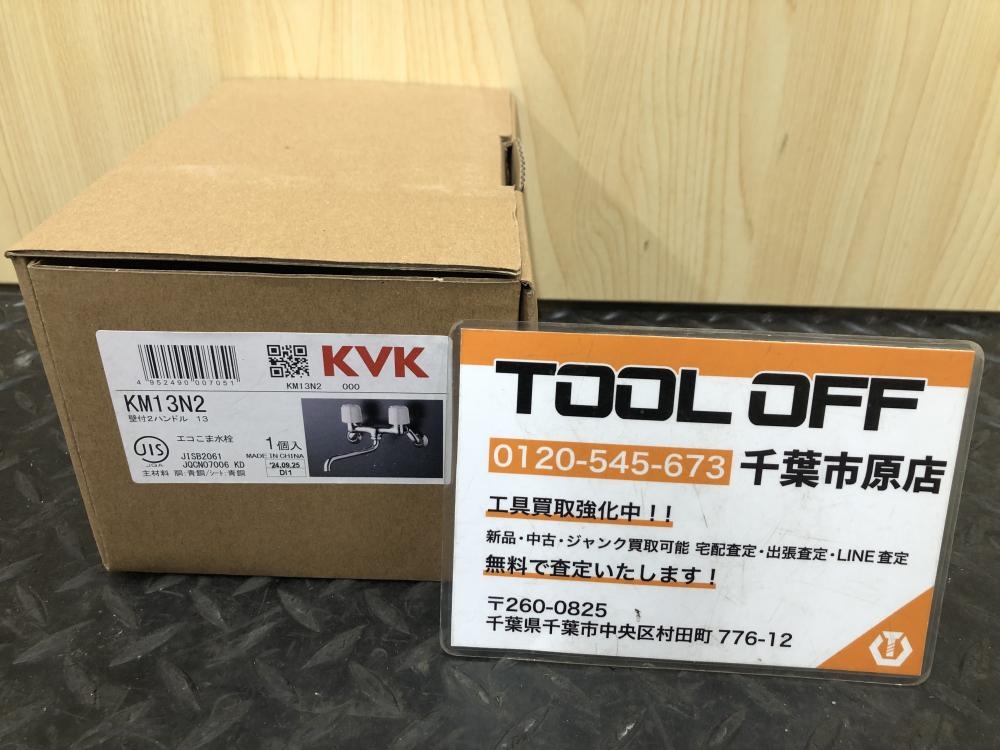 4 952490 007051
KM13N2 000
KVK
KM13N2
壁付2ハンドル 13
エコこま水栓
1個入
JIS
JQA
JISB2061
JQCN07006 KD
MADE IN CHINA
'24,09,25
DI1
主材料 胴:青銅/シート:青銅
TOOL OFF
0120-545-673 千葉市原店
工具買取強化中!!
新品・中古・ジャンク買取可能 宅配査定・出張査定・LINE査定
無料で査定いたします!
〒260-0825
千葉県千葉市中央区村田町 776-12